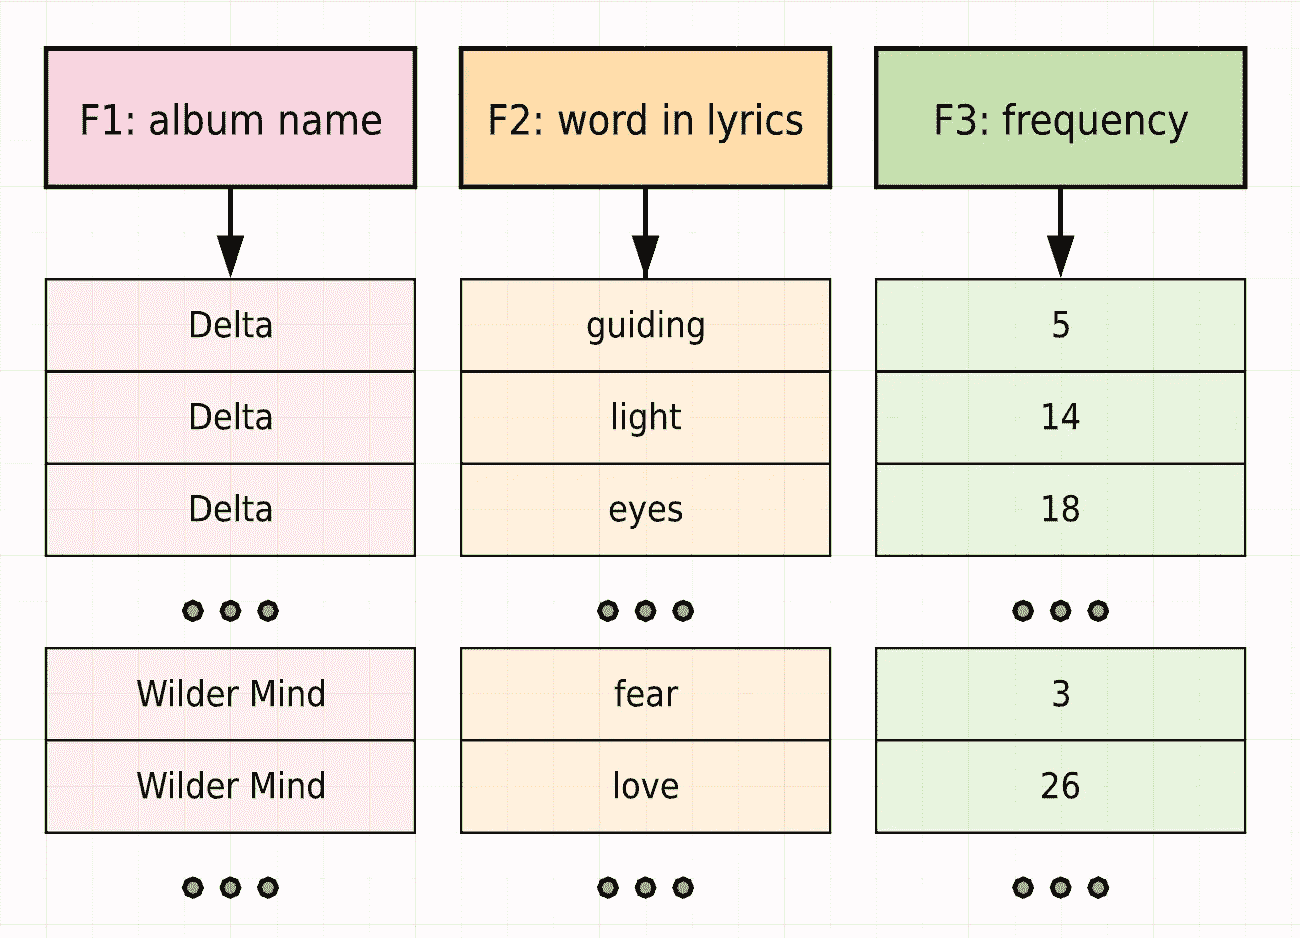 F1: album name F2: word in lyrics F3: frequency
Delta guiding 5
Delta light 14
Delta eyes 18
Wilder Mind fear 3
Wilder Mind love 26